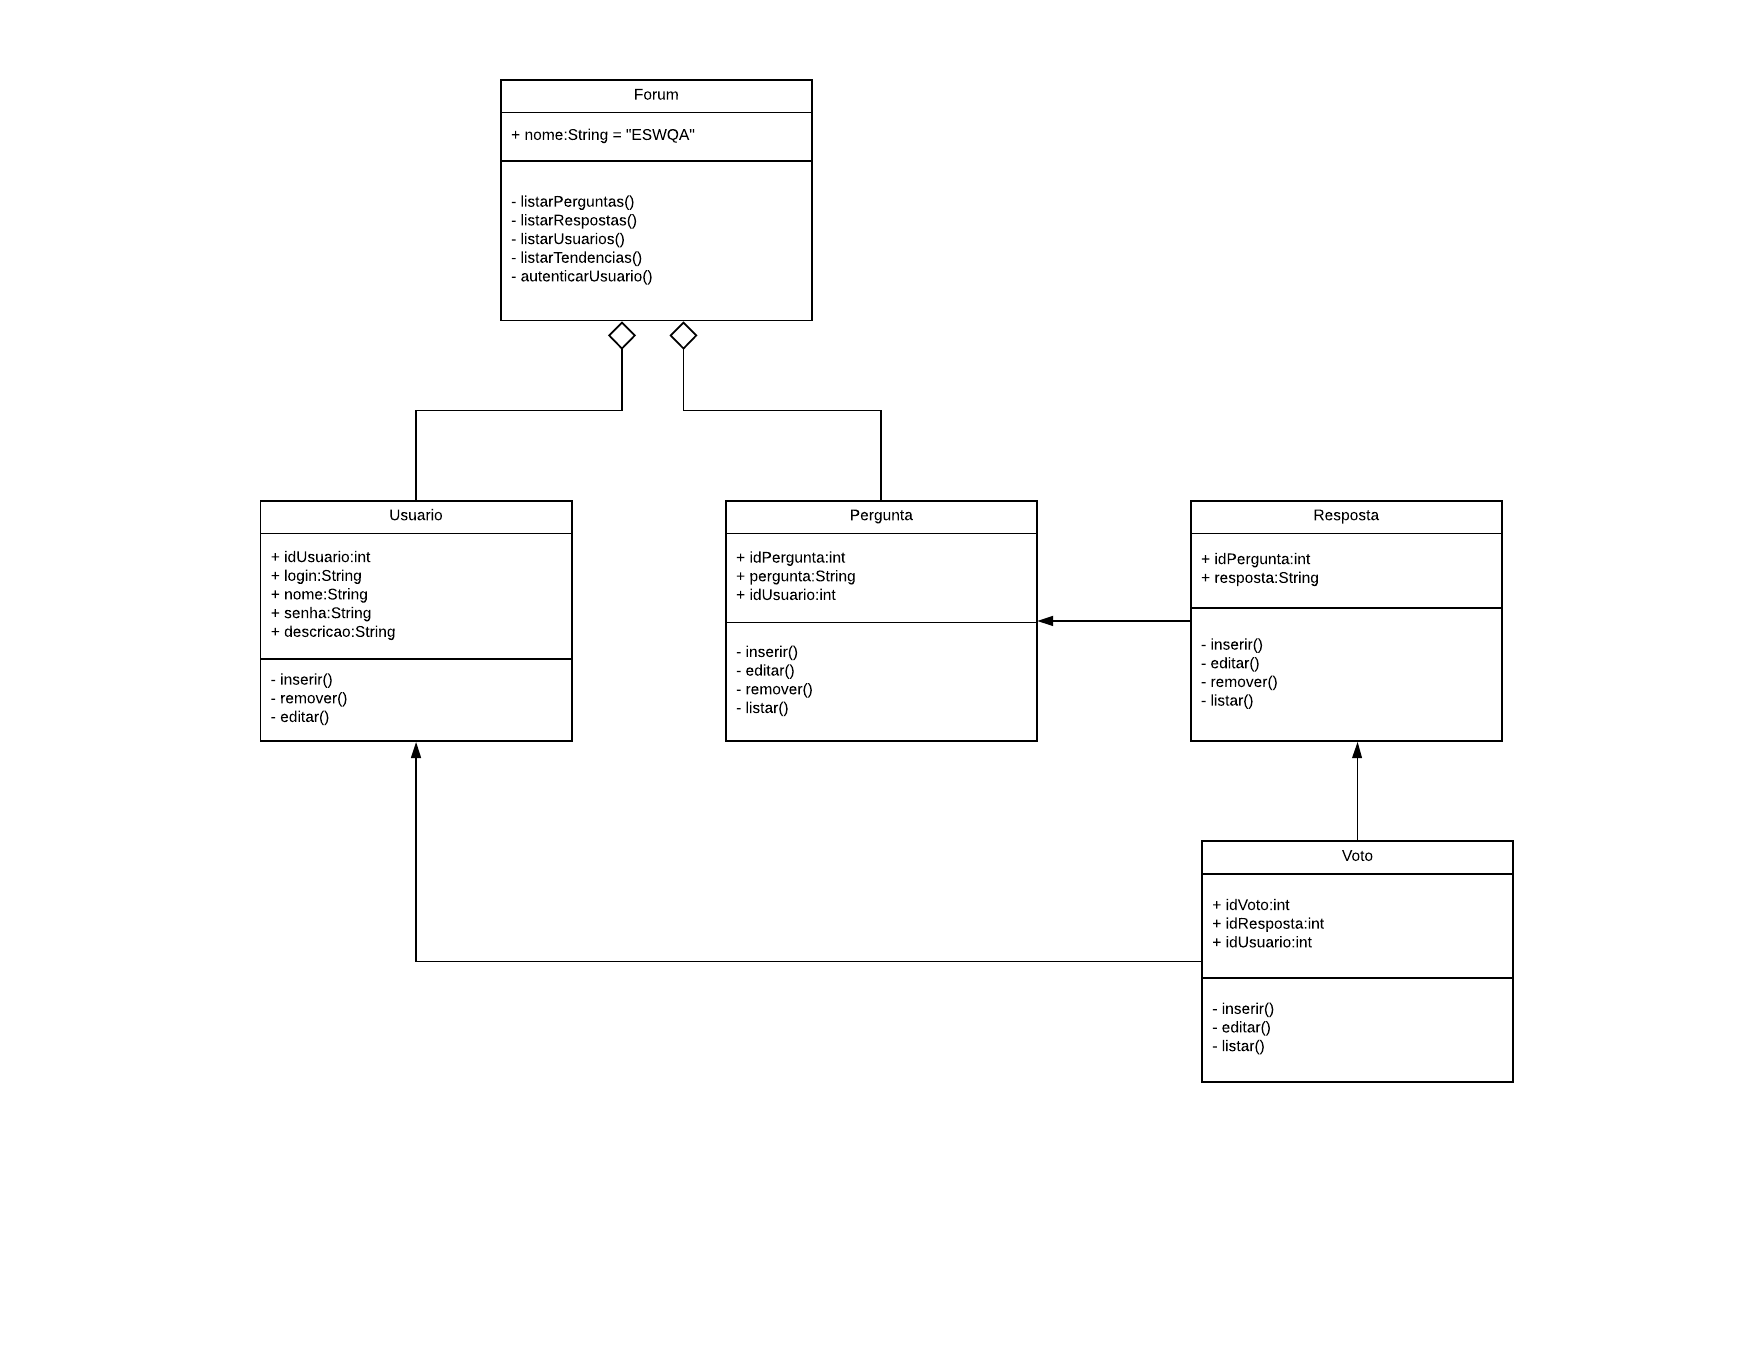 Forum
+ nome:String = "ESWQA"
- listarPerguntas()
- listarRespostas()
- listarUsuarios()
- listarTendencias()
- autenticarUsuario()
Usuario
+ idUsuario:int
+ login:String
+ nome:String
+ senha:String
+ descricao:String
- inserir()
- remover()
- editar()
Pergunta
+ idPergunta:int
+ pergunta:String
+ idUsuario:int
- inserir()
- editar()
- remover()
- listar()
Resposta
+ idPergunta:int
+ resposta:String
- inserir()
- editar()
- remover()
- listar()
Voto
+ idVoto:int
+ idResposta:int
+ idUsuario:int
- inserir()
- editar()
- listar()